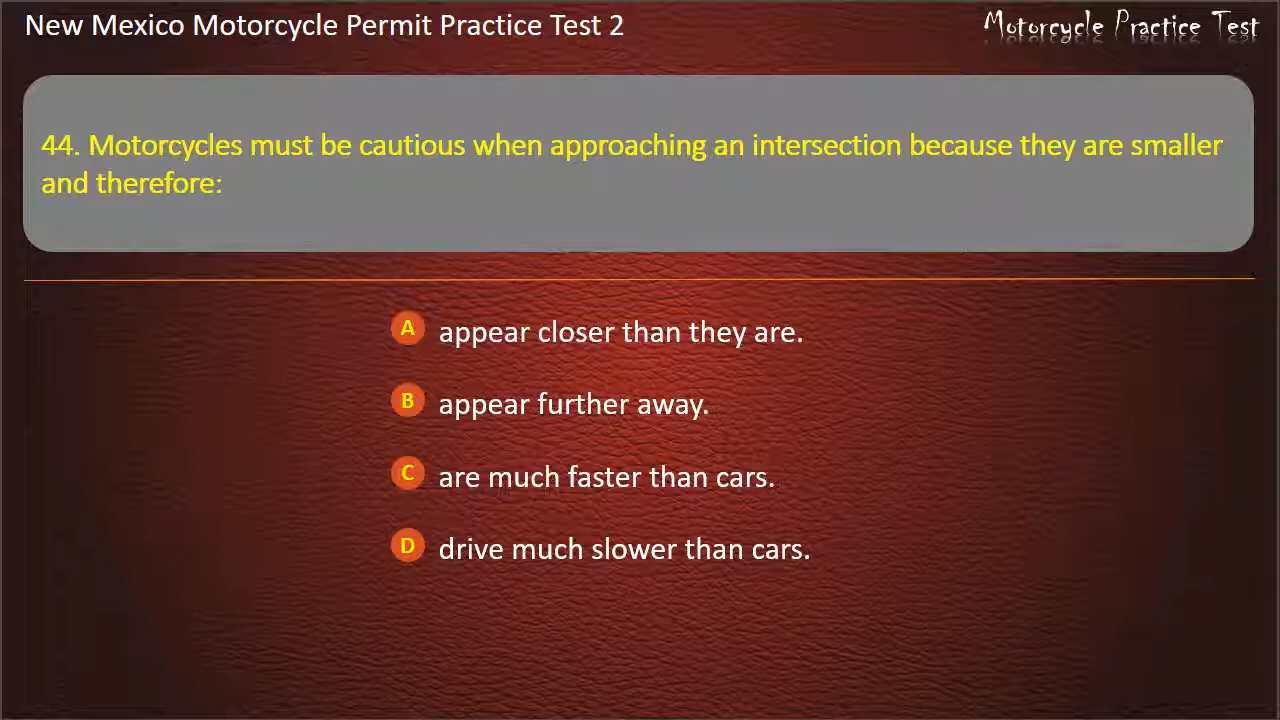 New Mexico Motorcycle Permit Practice Test 2
Motorcycle Practice Test
44. Motorcycles must be cautious when approaching an intersection because they are smaller
and therefore:
A appear closer than they are.
B appear further away.
C are much faster than cars.
D drive much slower than cars.